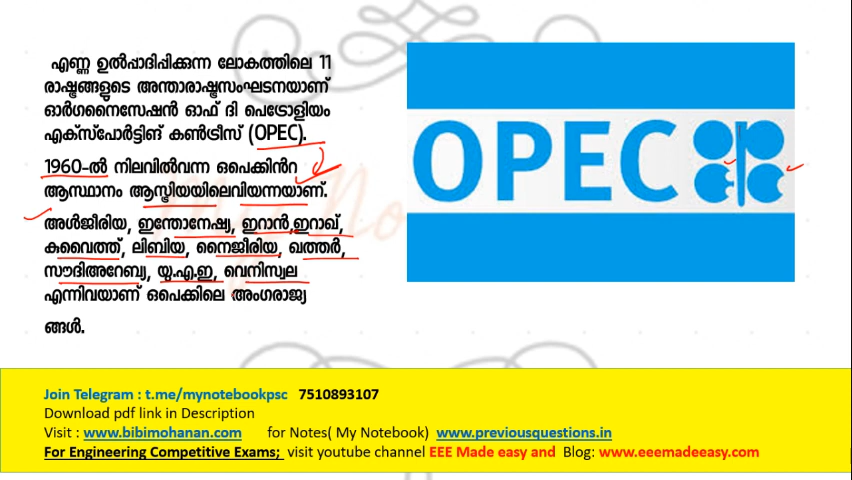 എണ്ണ ഉൽപ്പാദിപ്പിക്കുന്ന ലോകത്തിലെ 11
രാഷ്ട്രങ്ങളുടെ അന്താരാഷ്ട്രസംഘടനയാണ്
ഓർഗനൈസേഷൻ ഓഫ് ദി പെട്രോളിയം
എക്സ്പോർട്ടിങ് കൺട്രീസ് (OPEC).
1960-ൽ നിലവിൽവന്ന ഒപെക്കിൻറ
ആസ്ഥാനം ആസ്ട്രിയയിലെവിയന്നയാണ്.
അൾജീരിയ, ഇന്തോനേഷ്യ, ഇറാൻ,ഇറാഖ്,
കുവൈത്ത്, ലിബിയ, നൈജീരിയ, ഖത്തർ,
സൗദിഅറേബ്യ, യു.എ.ഇ, വെനിസ്വല
എന്നിവയാണ് ഒപെക്കിലെ അംഗരാജ്യ
ങ്ങൾ.
OPEC
Join Telegram : t.me/mynotebookpsc 7510893107
Download pdf link in Description
Visit : www.bibimohanan.com for Notes( My Notebook) www.previousquestions.in
For Engineering Competitive Exams; visit youtube channel EEE Made easy and Blog: www.eeemadeeasy.com